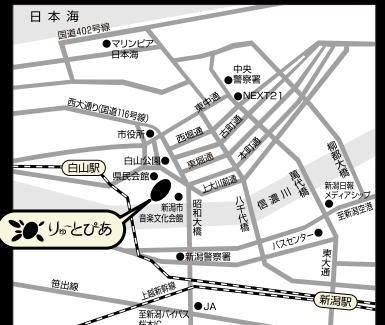 日本海
国道402号線
マリンピア
日本海
中央
警察署
NEXT21
西大通り(国道116号線)
東中通
市役所
西堀通
古町通
白山公園
東堀通
本町通
県民会館
白山駅
上大川前通
柳都大橋
萬代橋
信濃川
新潟日報
メディアシップ
新潟市
音楽文化会館
昭和大橋
八千代橋
至新潟空港
りゅーとぴあ
バスセンター
新潟警察署
東大通
笹出線
上越新幹線
新潟駅
JA
至新潟バイパス
桜木IC